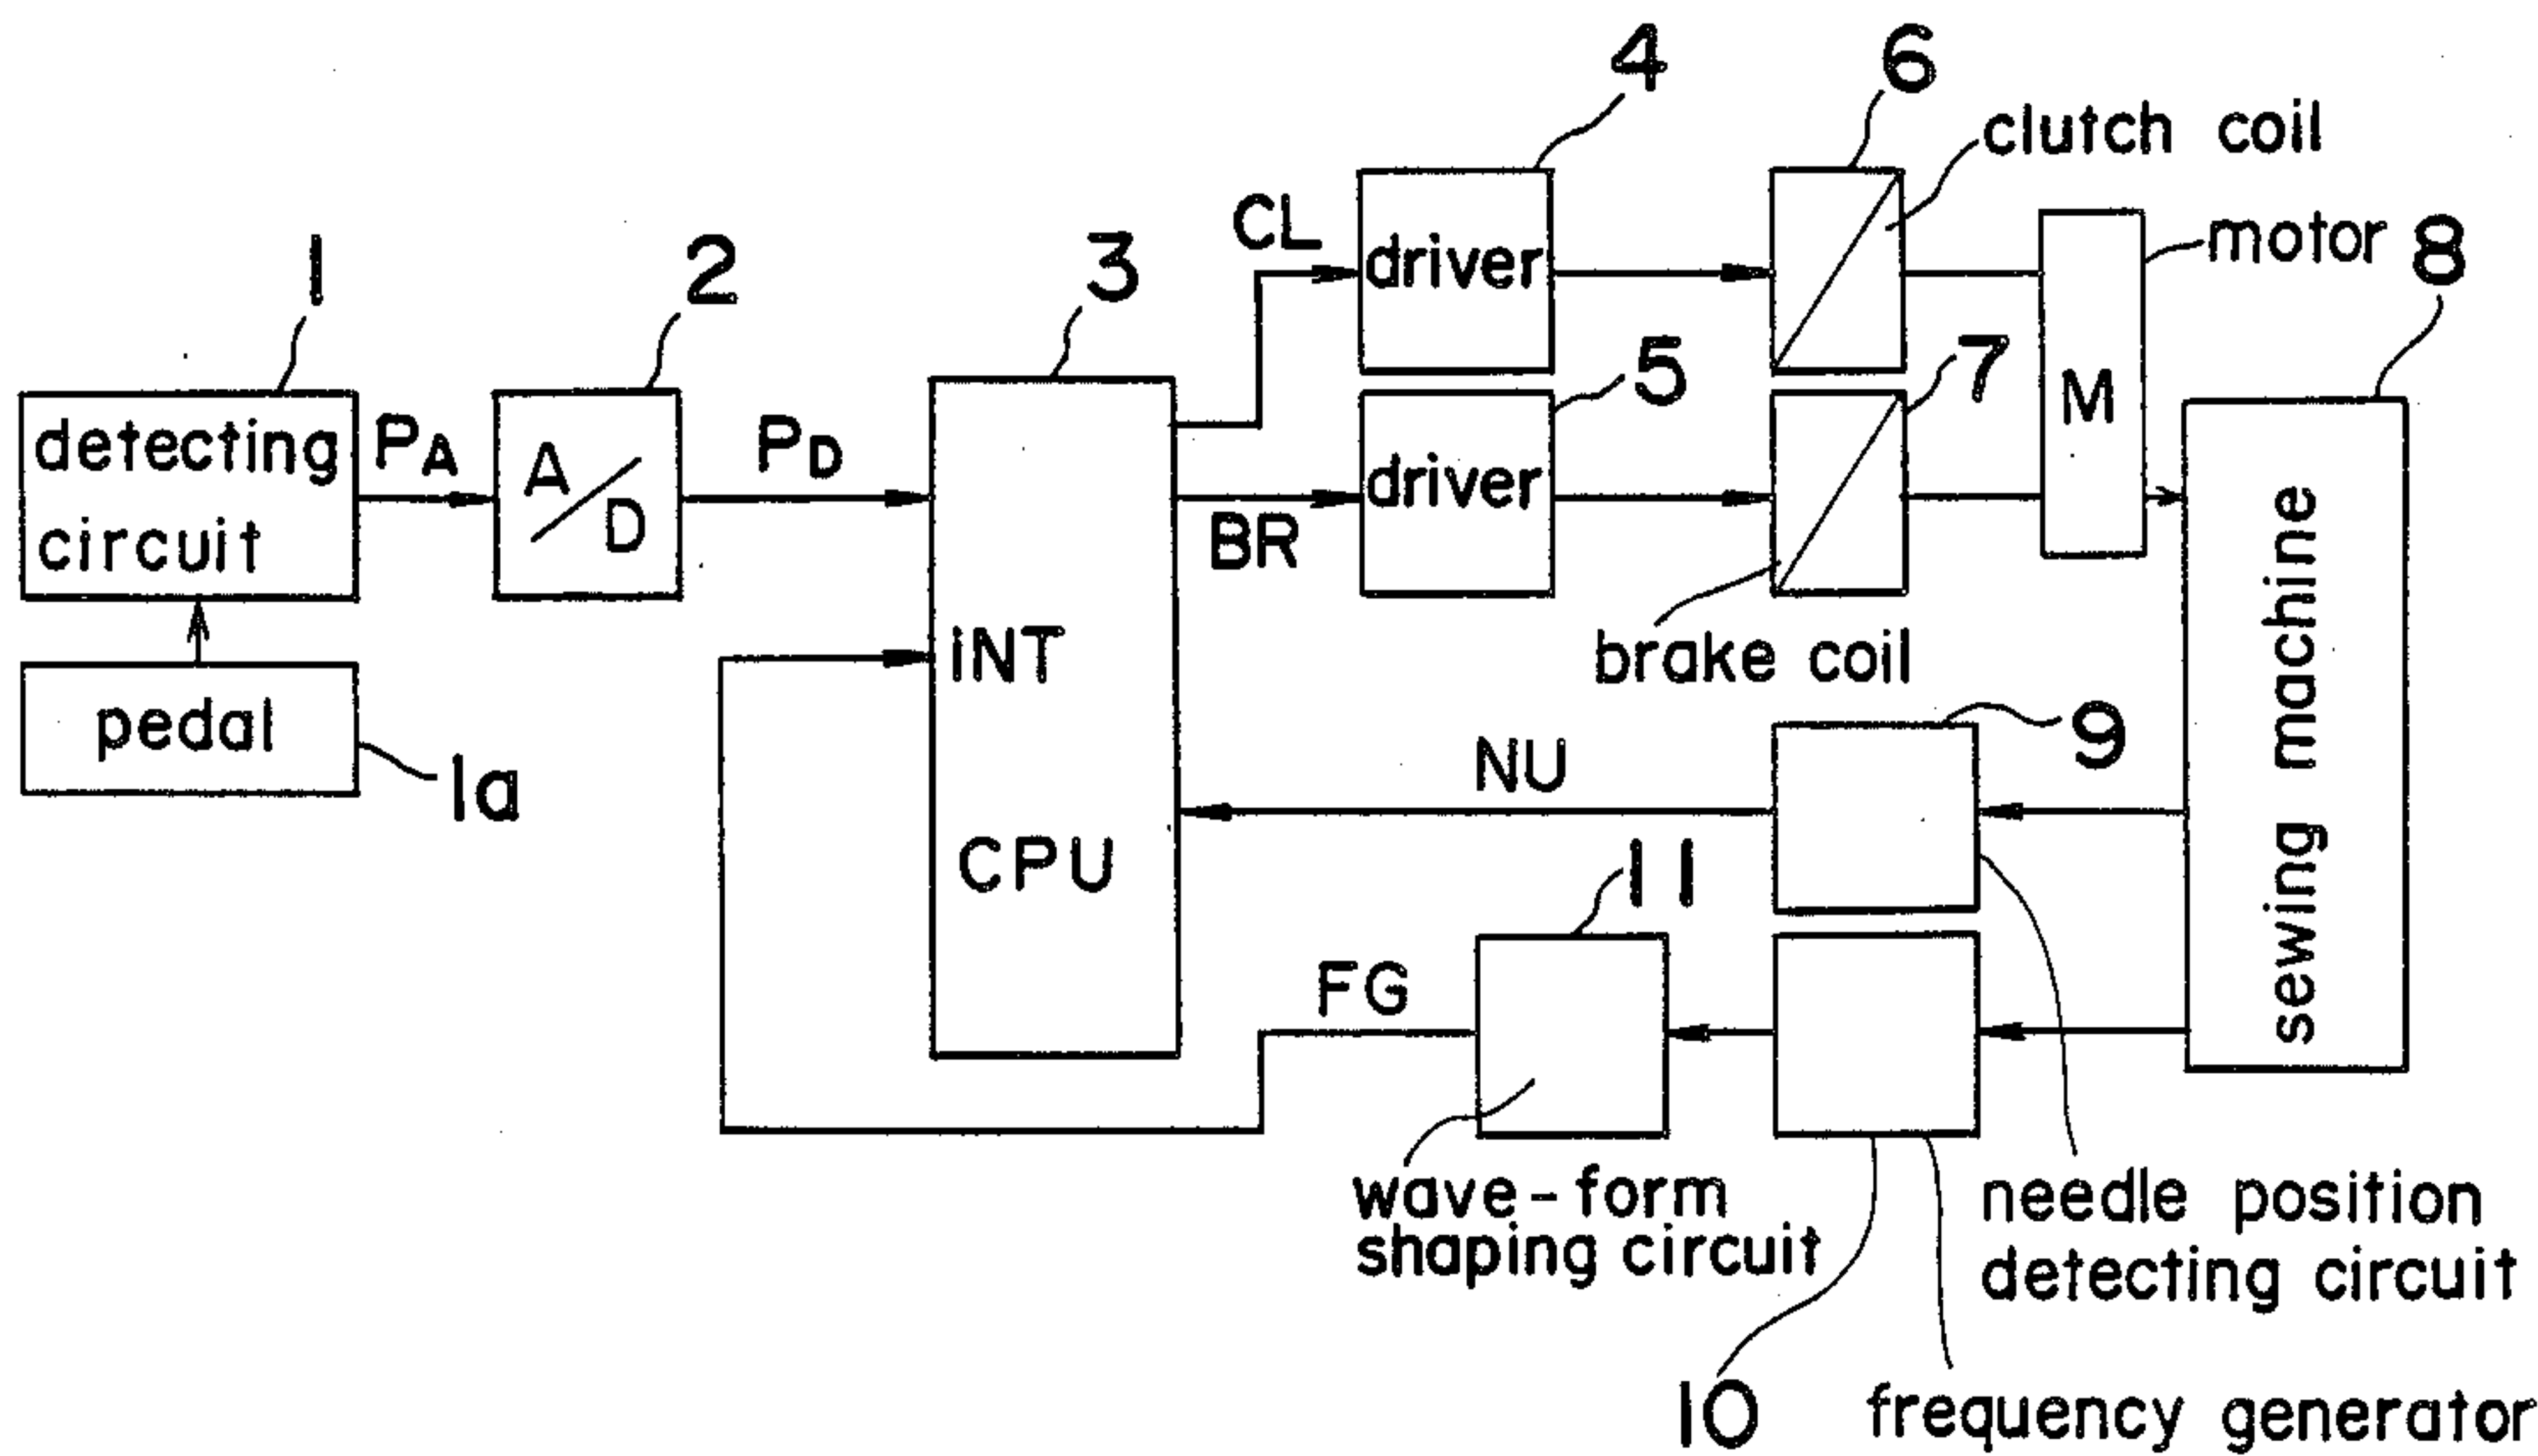 4
6
clutch coil
CL
driver
motor
8
1
2
3
detecting
circuit
PA
A/D
PD
BR
driver
5
7
M
brake coil
pedal
1a
iNT
CPU
NU
9
sewing machine
11
FG
wave-form
shaping circuit
needle position
detecting circuit
10
frequency generator